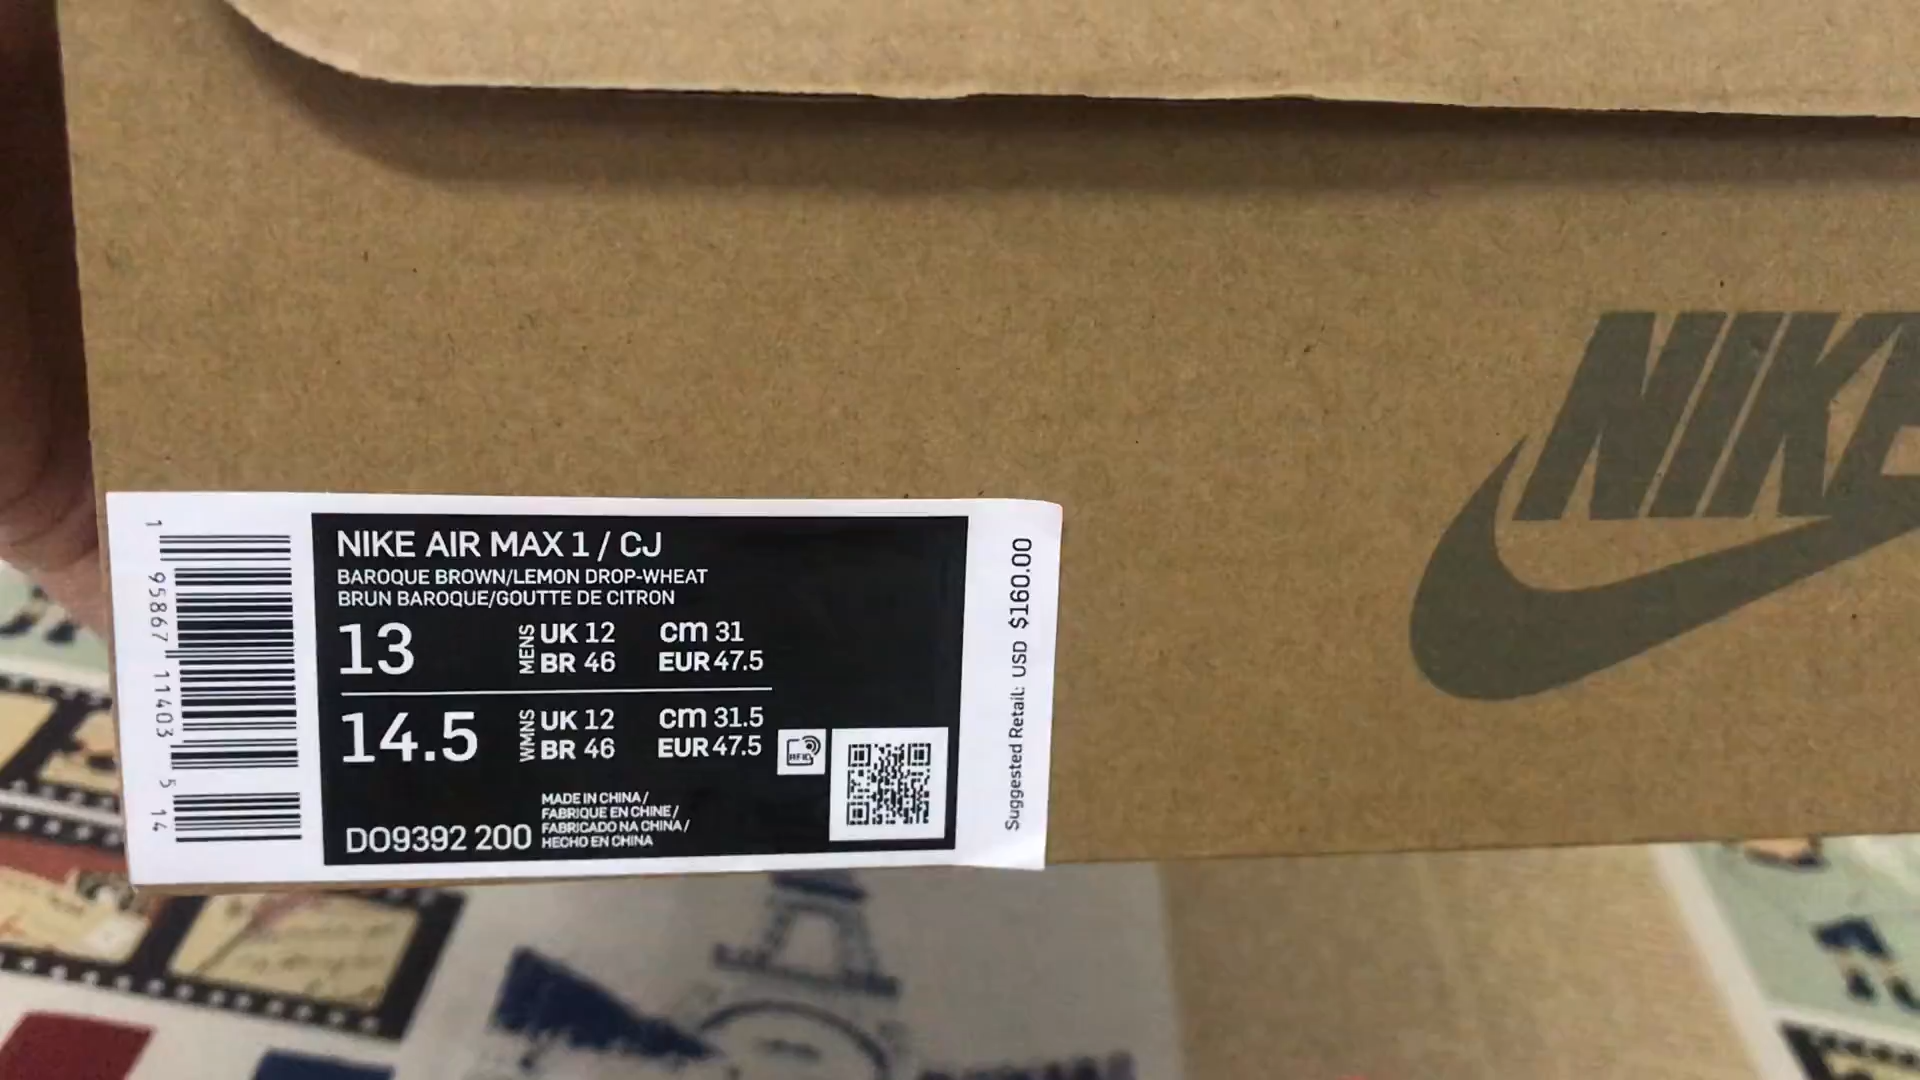 NIKE
NIKE AIR MAX 1 / CJ
BAROQUE BROWN/LEMON DROP-WHEAT
BRUN BAROQUE/GOUTTE DE CITRON
13 MENS UK 12 cm 31
BR 46 EUR 47.5
14.5 WMNS UK 12 cm 31.5
BR 46 EUR 47.5
RFID
MADE IN CHINA /
FABRIQUE EN CHINE /
FABRICADO NA CHINA /
HECHO EN CHINA
DO9392 200
1 95867 11403 5 14
Suggested Retail: USD $160.00